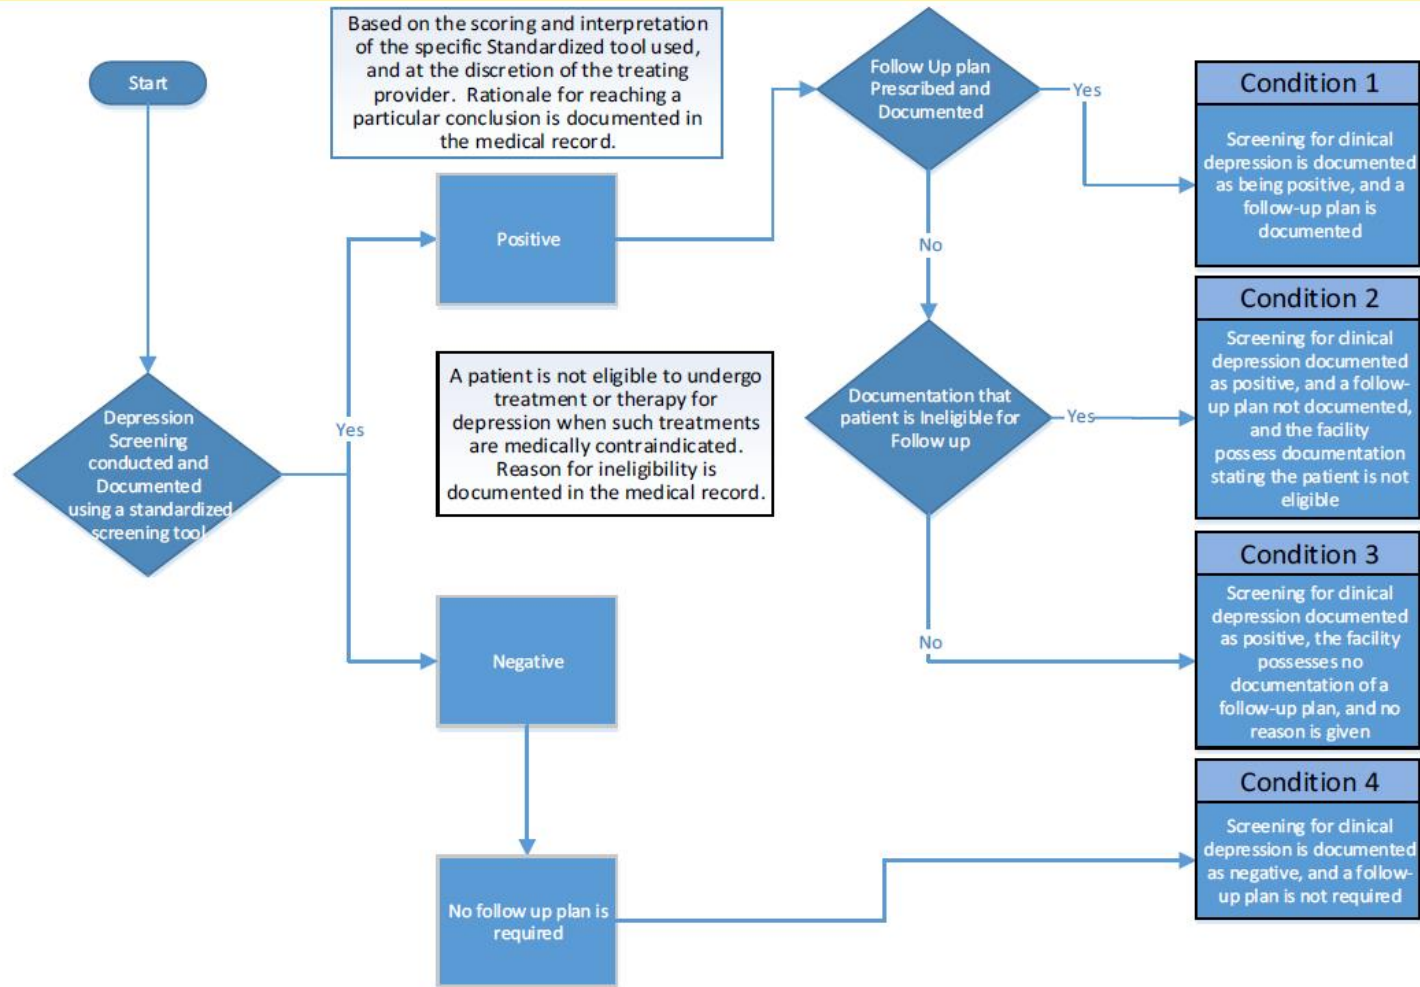 Start
Depression
Screening
conducted and
Documented
using a standardized
screening tool
Yes
Based on the scoring and interpretation
of the specific Standardized tool used,
and at the discretion of the treating
provider.  Rationale for reaching a
particular conclusion is documented in
the medical record.
Positive
A patient is not eligible to undergo
treatment or therapy for
depression when such treatments
are medically contraindicated.
Reason for ineligibility is
documented in the medical record.
Negative
No follow up plan is
required
Follow Up plan
Prescribed and
Documented
Yes
No
Documentation that
patient is Ineligible for
Follow up
Yes
No
Condition 1
Screening for clinical
depression is documented
as being positive, and a
follow-up plan is
documented
Condition 2
Screening for clinical
depression documented
as positive, and a follow-
up plan not documented,
and the facility
possess documentation
stating the patient is not
eligible
Condition 3
Screening for clinical
depression documented
as positive, the facility
possesses no
documentation of a
follow-up plan, and no
reason is given
Condition 4
Screening for clinical
depression is documented
as negative, and a follow-
up plan is not required